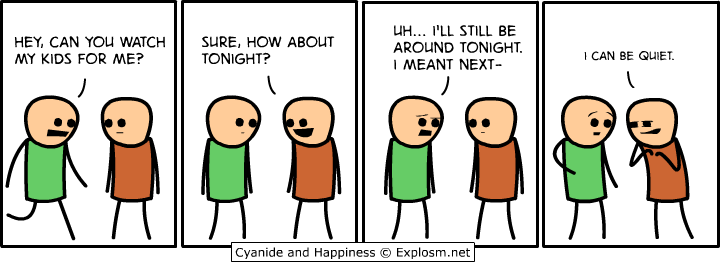 HEY, CAN YOU WATCH
MY KIDS FOR ME?
SURE, HOW ABOUT
TONIGHT?
UH... I'LL STILL BE
AROUND TONIGHT.
I MEANT NEXT-
I CAN BE QUIET.
Cyanide and Happiness © Explosm.net